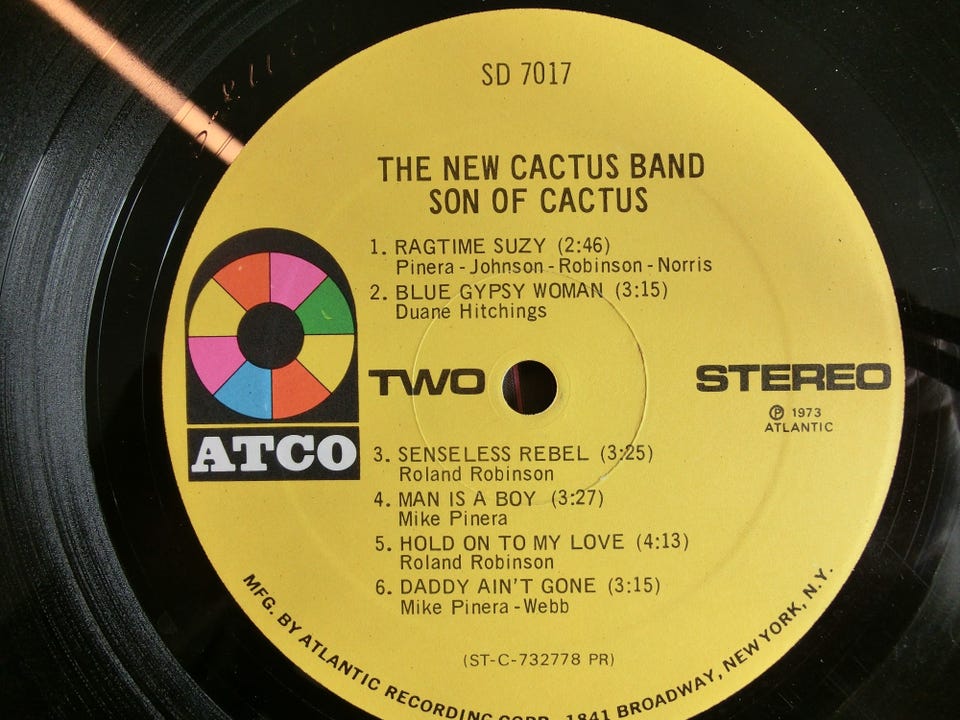 SD 7017
THE NEW CACTUS BAND
SON OF CACTUS
1. RAGTIME SUZY (2:46)
Pinera - Johnson - Robinson - Norris
2. BLUE GYPSY WOMAN (3:15)
Duane Hitchings
TWO
STEREO
℗ 1973
ATLANTIC
ATCO
3. SENSELESS REBEL (3:25)
Roland Robinson
4. MAN IS A BOY (3:27)
Mike Pinera
5. HOLD ON TO MY LOVE (4:13)
Roland Robinson
6. DADDY AIN'T GONE (3:15)
Mike Pinera - Webb
(ST-C-732778 PR)
MFG. BY ATLANTIC RECORDING CORP. 1841 BROADWAY, NEW YORK, N.Y.